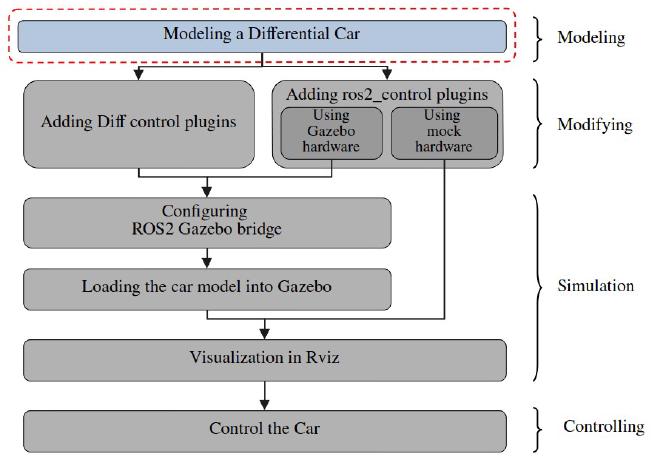 Modeling a Differential Car
Modeling
Adding Diff control plugins
Adding ros2_control plugins
Using
Gazebo
hardware
Using
mock
hardware
Modifying
Configuring
ROS2 Gazebo bridge
Loading the car model into Gazebo
Simulation
Visualization in Rviz
Control the Car
Controlling